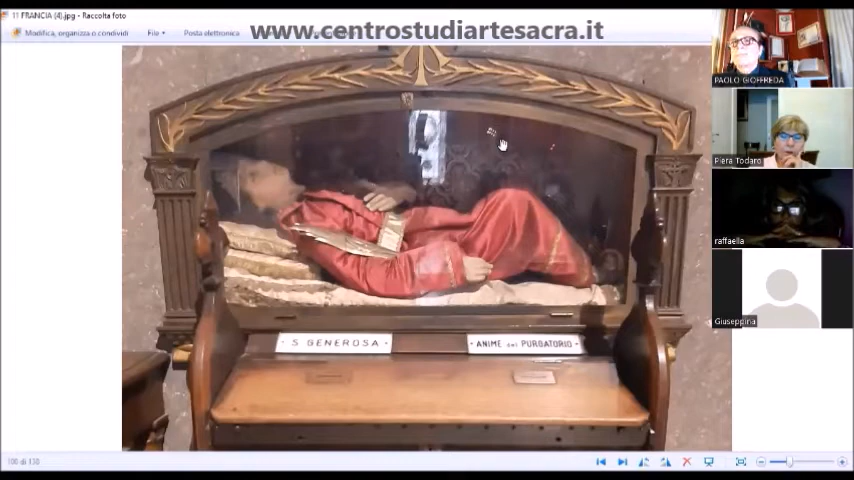 11 FRANCIA (4).jpg - Raccolta foto
Modifica, organizza o condividi
File
Posta elettronica
www.centrostudiartesacra.it
PAOLO GIOFFREDA
Piera Todaro
raffaella
Giuseppina
S GENEROSA
ANIME del PURGATORIO
100 di 130